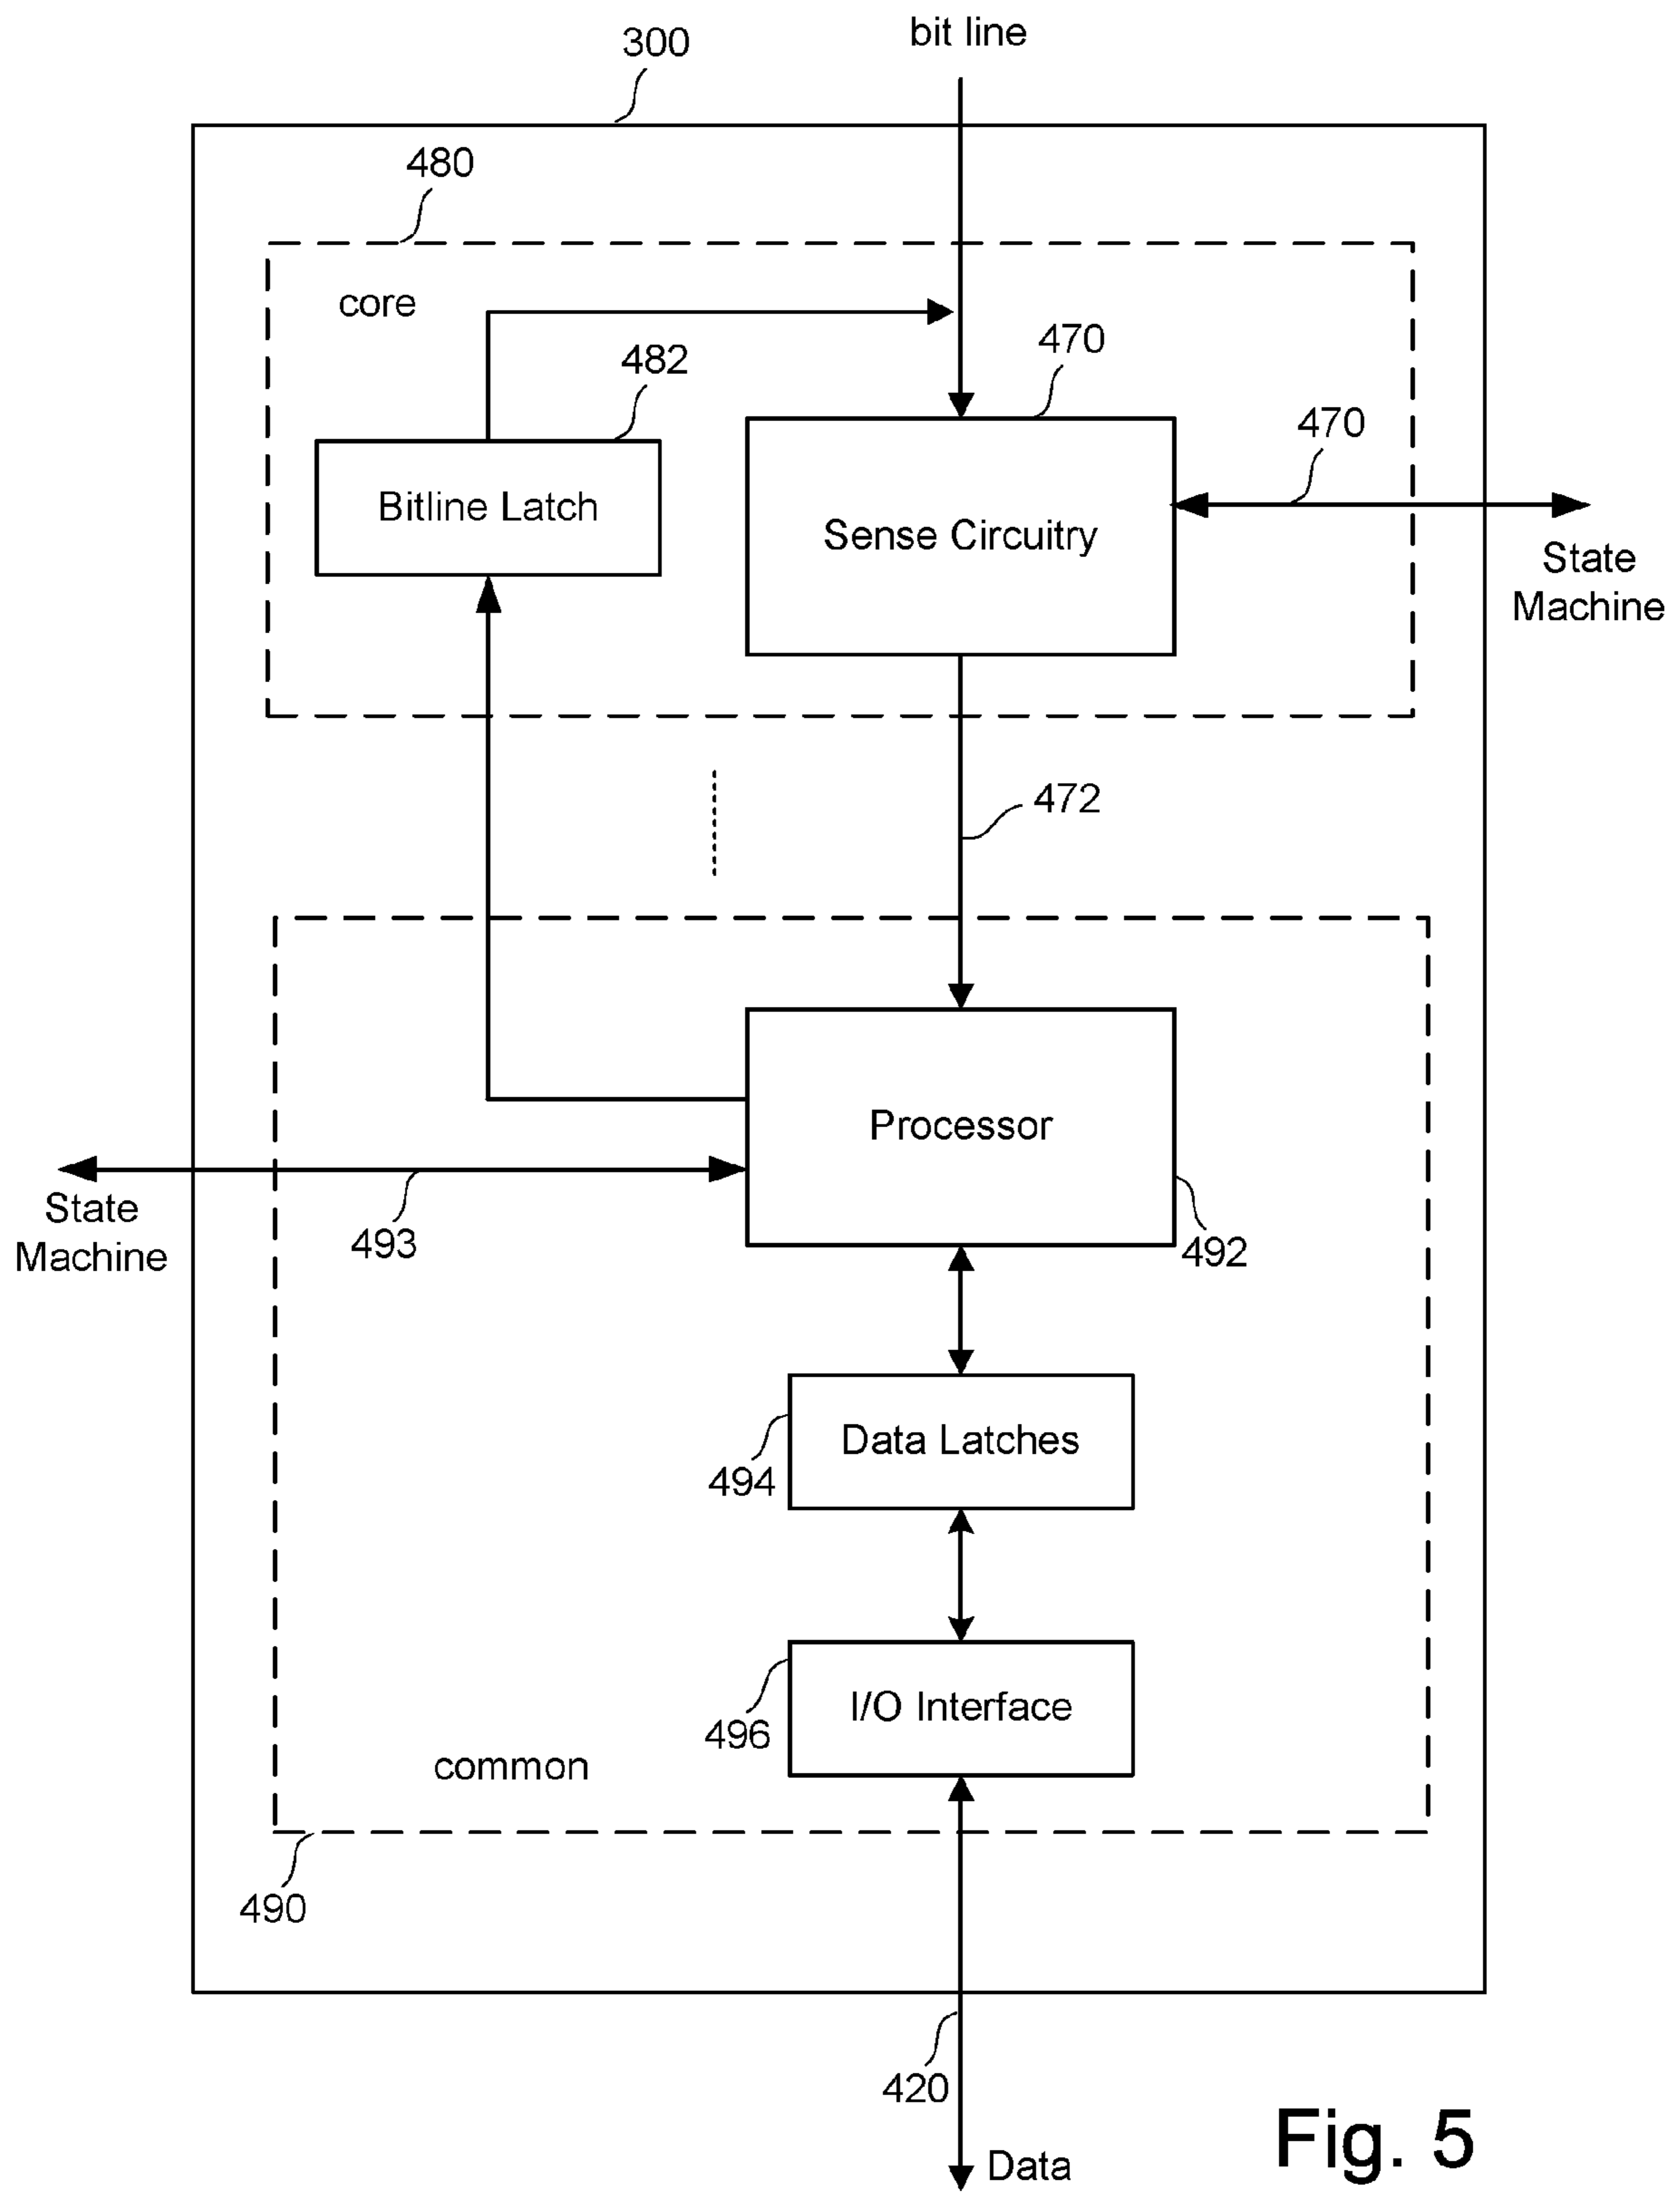 bit line
300
480
core
482
470
470
Bitline Latch
Sense Circuitry
State
Machine
472
Processor
State
Machine
493
492
Data Latches
494
I/O Interface
496
common
490
420
Data
Fig. 5